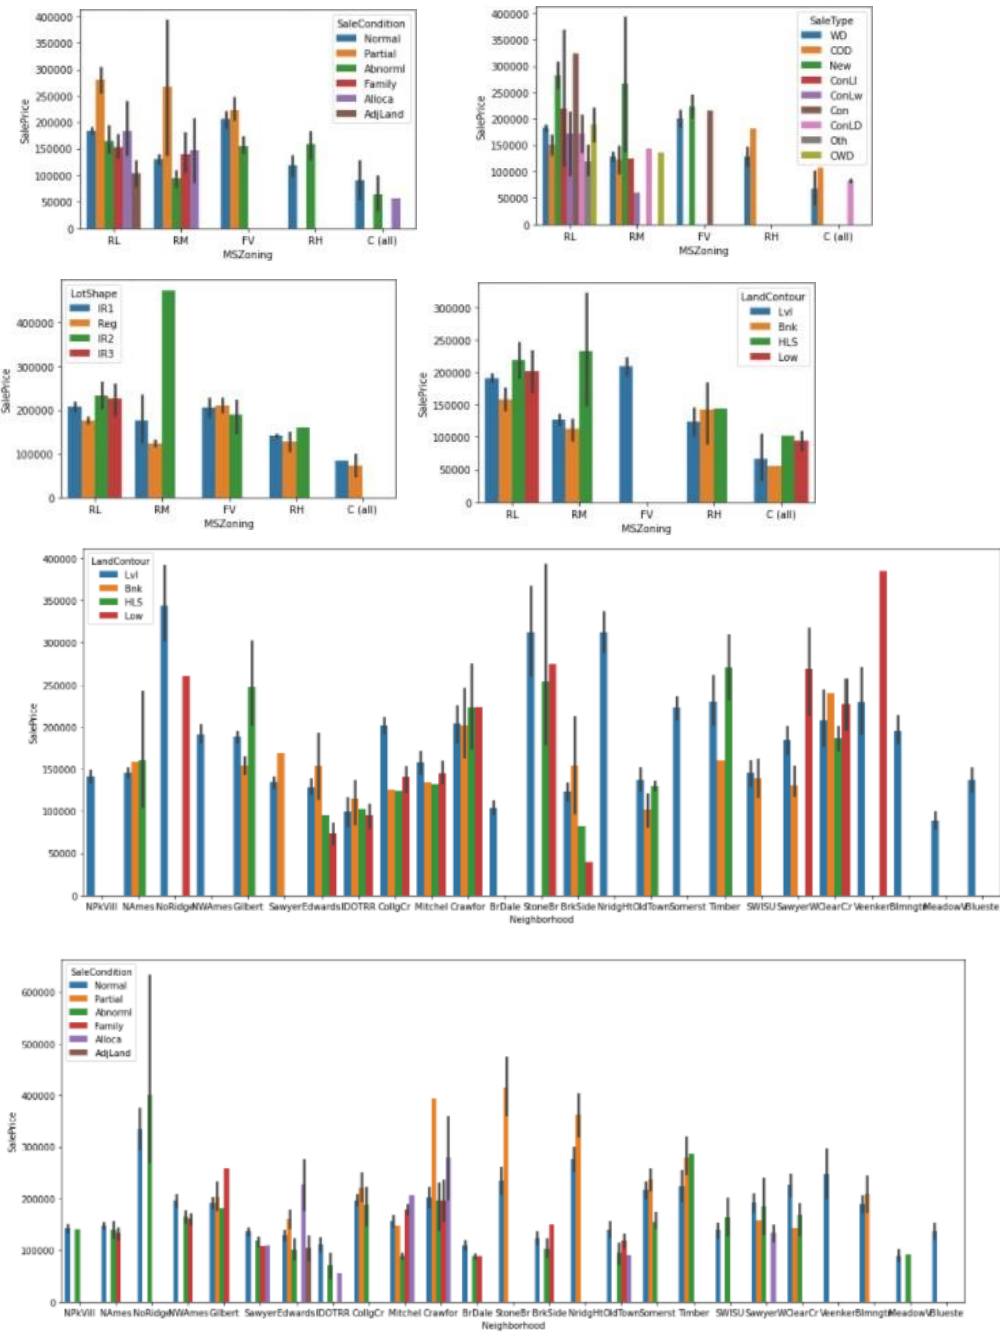 SaleCondition
Normal
Partial
Abnorml
Family
Alloca
AdjLand
400000
350000
300000
250000
200000
150000
100000
50000
0
SalePrice
RL RM FV RH C (all)
MSZoning
SaleType
WD
COD
New
ConLI
ConLw
Con
ConLD
Oth
CWD
400000
350000
300000
250000
200000
150000
100000
50000
0
SalePrice
RL RM FV RH C (all)
MSZoning
LotShape
IR1
Reg
IR2
IR3
400000
300000
200000
100000
0
SalePrice
RL RM FV RH C (all)
MSZoning
LandContour
Lvl
Bnk
HLS
Low
300000
250000
200000
150000
100000
50000
0
SalePrice
RL RM FV RH C (all)
MSZoning
LandContour
Lvl
Bnk
HLS
Low
400000
350000
300000
250000
200000
150000
100000
50000
0
SalePrice
NPkVill NAmes NoRidge NWAmes Gilbert Sawyer Edwards IDOTRR CollgCr Mitchel Crawfor BrDale StoneBr BrkSide NridgHt OldTown Somerst Timber SWISU SawyerW ClearCr Veenker Blmngtn MeadowV Blueste
Neighborhood
SaleCondition
Normal
Partial
Abnorml
Family
Alloca
AdjLand
600000
500000
400000
300000
200000
100000
0
SalePrice
NPkVill NAmes NoRidge NWAmes Gilbert Sawyer Edwards IDOTRR CollgCr Mitchel Crawfor BrDale StoneBr BrkSide NridgHt OldTown Somerst Timber SWISU SawyerW ClearCr Veenker Blmngtn MeadowV Blueste
Neighborhood